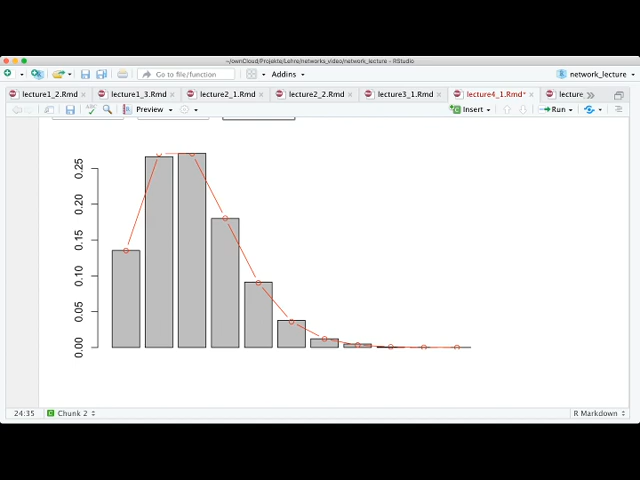 ~/ownCloud/Projekte/Lehre/networks_video/network_lecture - RStudio
Go to file/function Addins network_lecture
lecture1_2.Rmd lecture1_3.Rmd lecture2_1.Rmd lecture2_2.Rmd lecture3_1.Rmd lecture4_1.Rmd* lecture
ABC Preview Insert Run
0.25
0.20
0.15
0.10
0.05
0.00
24:35 C Chunk 2 R Markdown